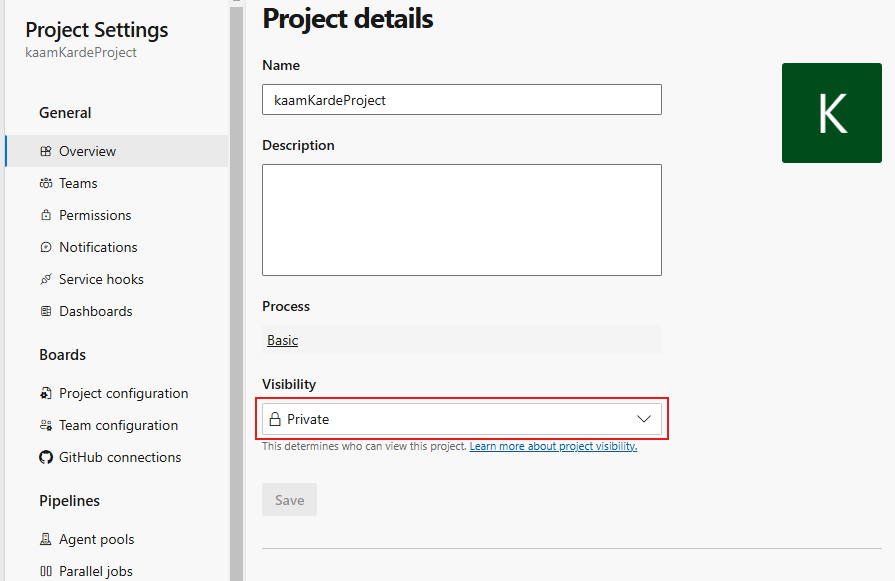 Project Settings
kaamKardeProject
General
Overview
Teams
Permissions
Notifications
Service hooks
Dashboards
Boards
Project configuration
Team configuration
GitHub connections
Pipelines
Agent pools
Parallel jobs
Project details
Name
kaamKardeProject
K
Description
Process
Basic
Visibility
Private
This determines who can view this project. Learn more about project visibility.
Save